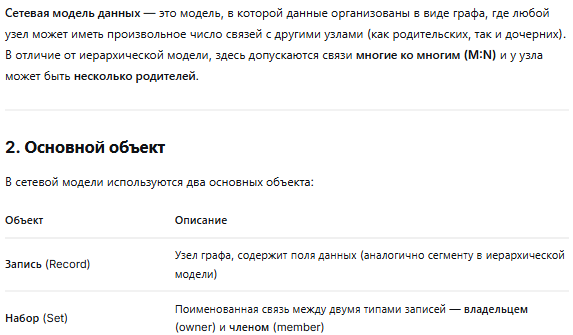 Сетевая модель данных — это модель, в которой данные организованы в виде графа, где любой
узел может иметь произвольное число связей с другими узлами (как родительских, так и дочерних).
В отличие от иерархической модели, здесь допускаются связи многие ко многим (M:N) и у узла
может быть несколько родителей.
2. Основной объект
В сетевой модели используются два основных объекта:
Объект Описание
Запись (Record) Узел графа, содержит поля данных (аналогично сегменту в иерархической
модели)
Набор (Set) Поименованная связь между двумя типами записей — владельцем
(owner) и членом (member)